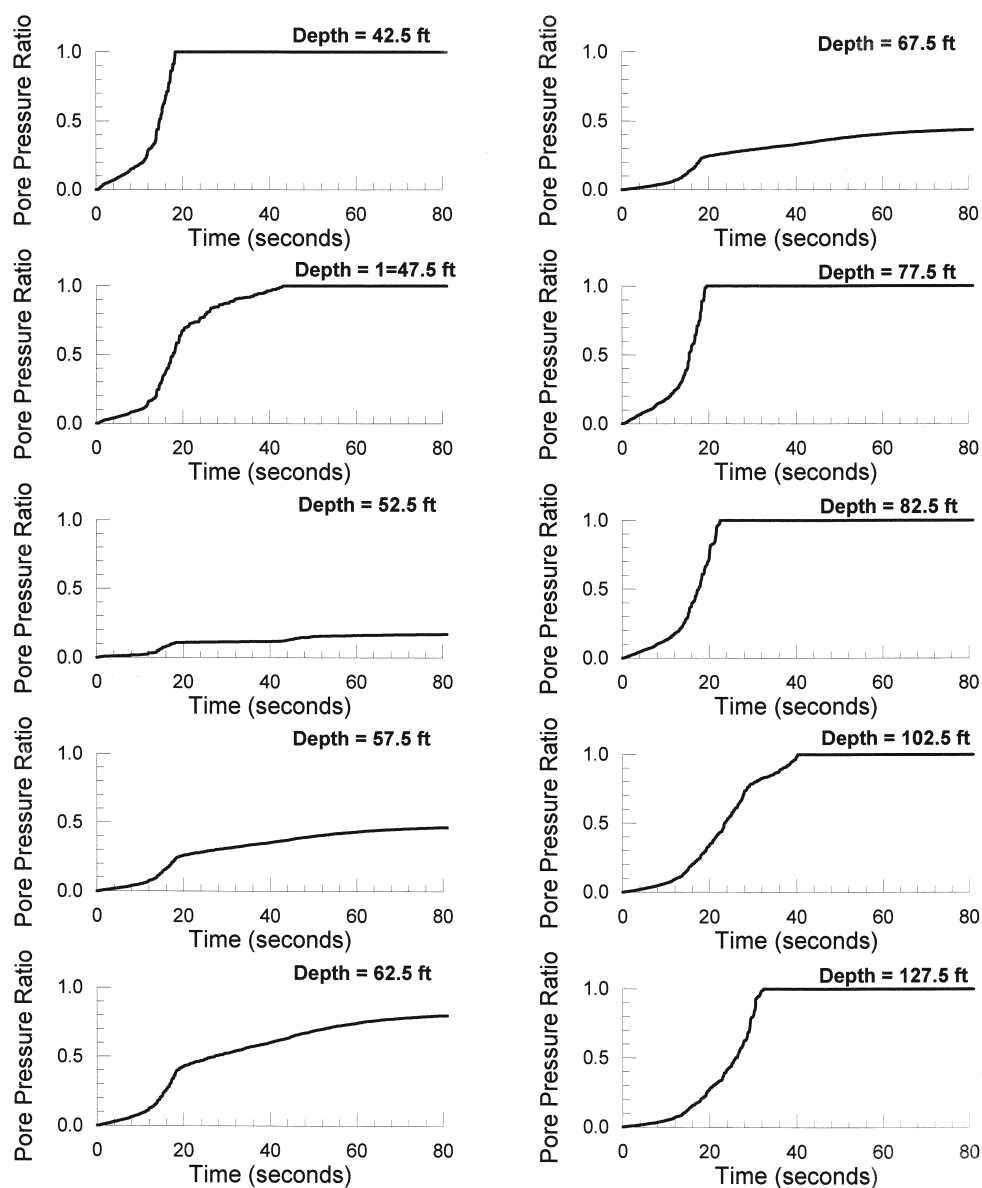 Depth = 42.5 ft
1.0
0.5
0.0
Pore Pressure Ratio
0 20 40 60 80
Time (seconds)
Depth = 1=47.5 ft
1.0
0.5
0.0
Pore Pressure Ratio
0 20 40 60 80
Time (seconds)
Depth = 52.5 ft
1.0
0.5
0.0
Pore Pressure Ratio
0 20 40 60 80
Time (seconds)
Depth = 57.5 ft
1.0
0.5
0.0
Pore Pressure Ratio
0 20 40 60 80
Time (seconds)
Depth = 62.5 ft
1.0
0.5
0.0
Pore Pressure Ratio
0 20 40 60 80
Time (seconds)
Depth = 67.5 ft
1.0
0.5
0.0
Pore Pressure Ratio
0 20 40 60 80
Time (seconds)
Depth = 77.5 ft
1.0
0.5
0.0
Pore Pressure Ratio
0 20 40 60 80
Time (seconds)
Depth = 82.5 ft
1.0
0.5
0.0
Pore Pressure Ratio
0 20 40 60 80
Time (seconds)
Depth = 102.5 ft
1.0
0.5
0.0
Pore Pressure Ratio
0 20 40 60 80
Time (seconds)
Depth = 127.5 ft
1.0
0.5
0.0
Pore Pressure Ratio
0 20 40 60 80
Time (seconds)